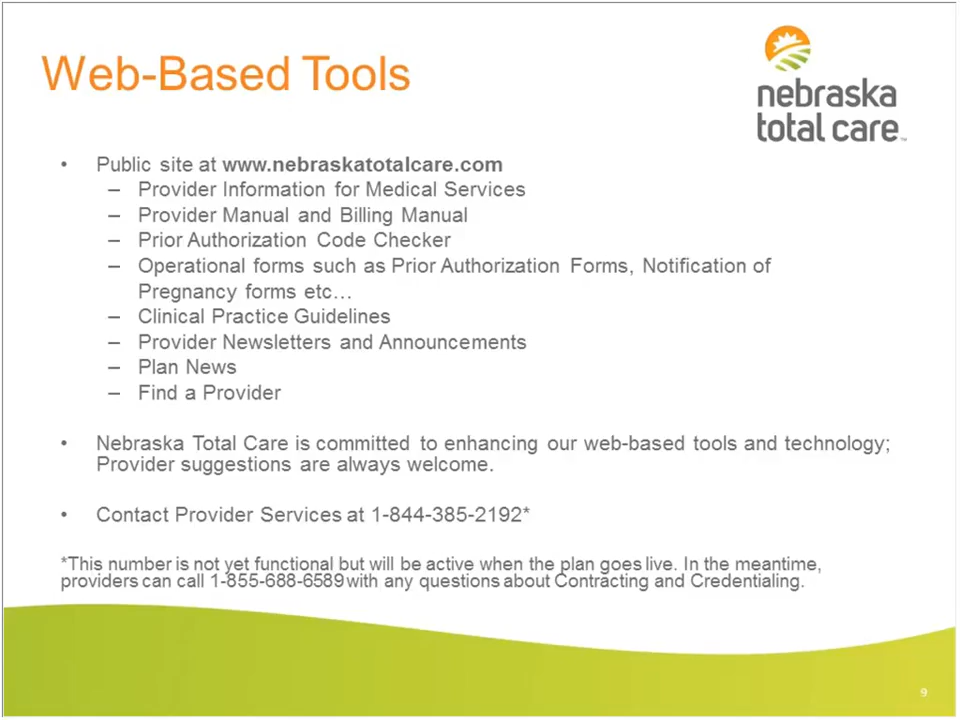 Web-Based Tools
nebraska
total care™
• Public site at www.nebraskatotalcare.com
– Provider Information for Medical Services
– Provider Manual and Billing Manual
– Prior Authorization Code Checker
– Operational forms such as Prior Authorization Forms, Notification of
Pregnancy forms etc…
– Clinical Practice Guidelines
– Provider Newsletters and Announcements
– Plan News
– Find a Provider
• Nebraska Total Care is committed to enhancing our web-based tools and technology;
Provider suggestions are always welcome.
• Contact Provider Services at 1-844-385-2192*
*This number is not yet functional but will be active when the plan goes live. In the meantime,
providers can call 1-855-688-6589 with any questions about Contracting and Credentialing.
9